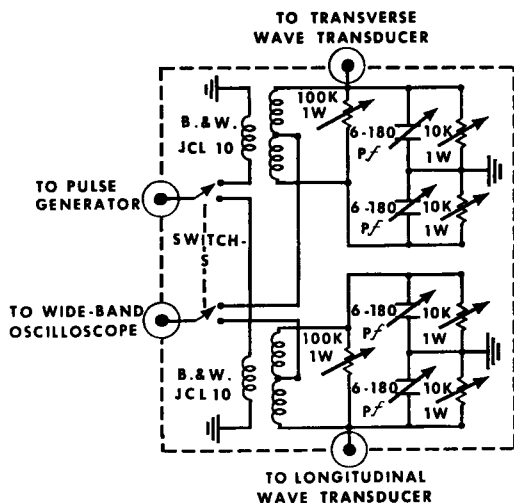 TO TRANSVERSE
WAVE TRANSDUCER
100K
1W
B.&W.
JCL 10
6-180
Pf
10K
1W
TO PULSE
GENERATOR
6-180
Pf
10K
1W
SWITCH-
S
TO WIDE-BAND
OSCILLOSCOPE
100K
1W
6-180
Pf
10K
1W
B.&W.
JCL 10
6-180
Pf
10K
1W
TO LONGITUDINAL
WAVE TRANSDUCER